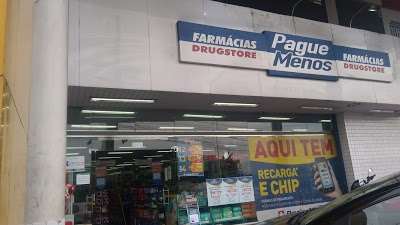 FARMÁCIAS
DRUGSTORE
Pague
Menos
FARMÁCIAS
DRUGSTORE
AQUI TEM
RECARGA
E CHIP